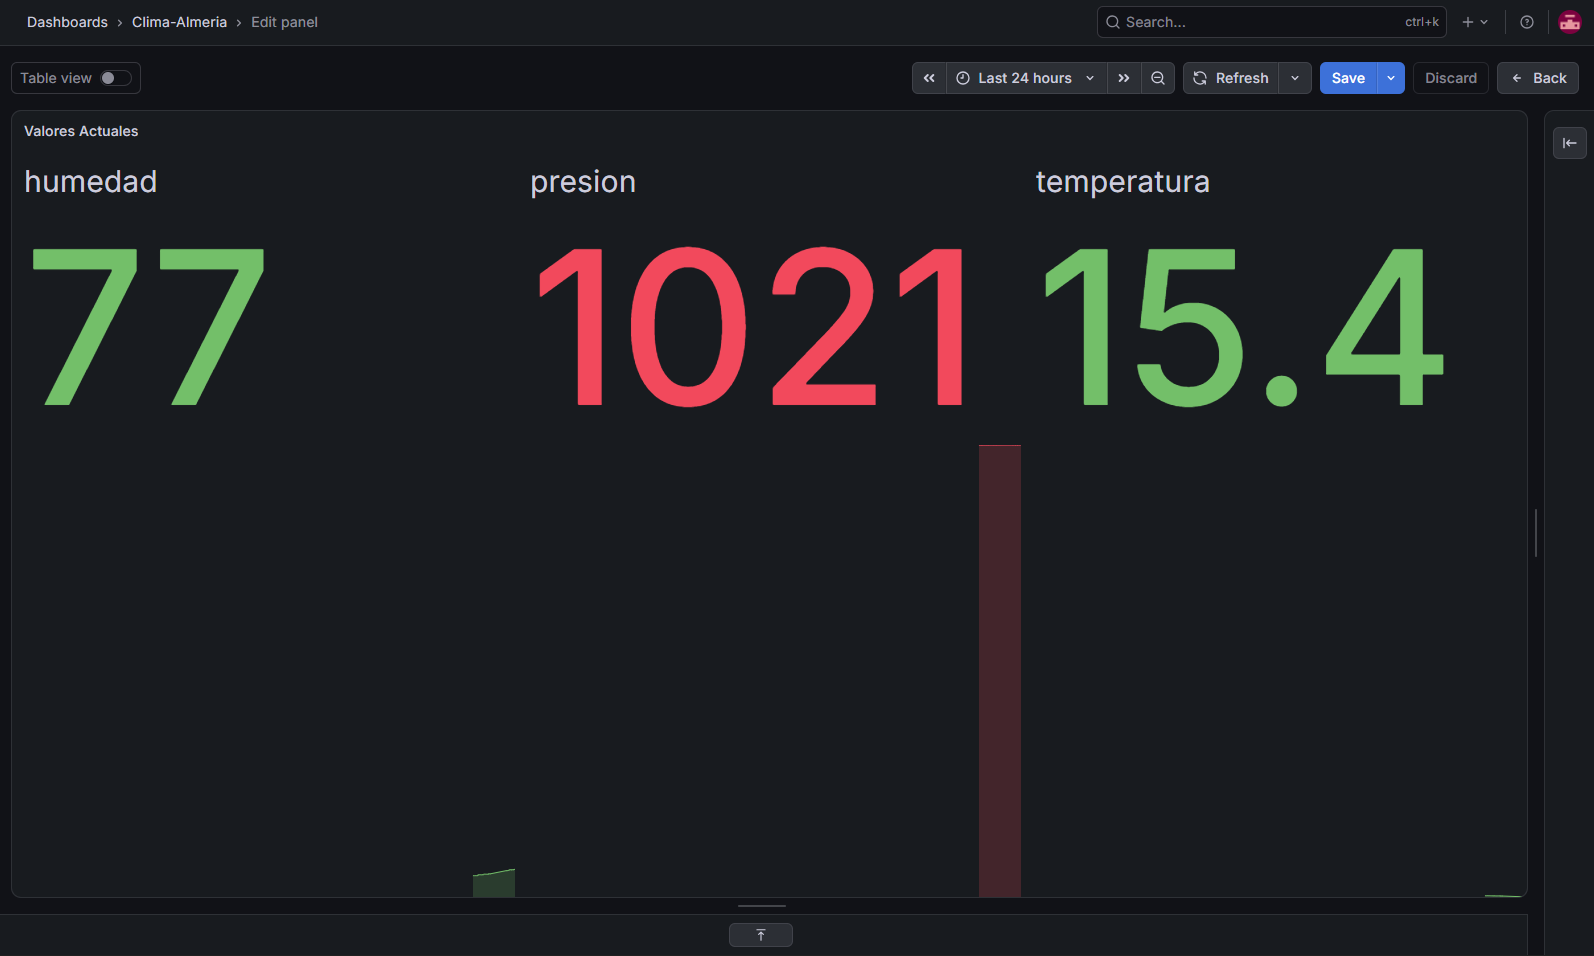 Dashboards › Clima-Almeria › Edit panel
Search... ctrl+k
Table view
Last 24 hours
Refresh
Save
Discard
Back
Valores Actuales
humedad
77
presion
1021
temperatura
15.4